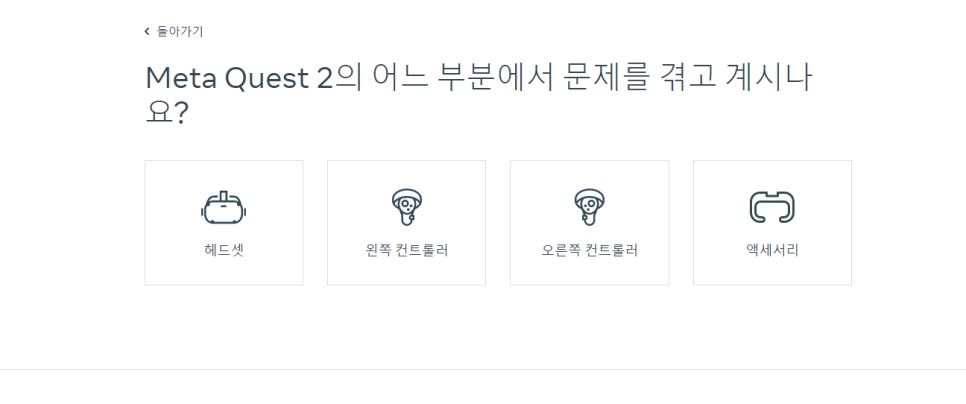 돌아가기
Meta Quest 2의 어느 부분에서 문제를 겪고 계시나
요?
헤드셋
왼쪽 컨트롤러
오른쪽 컨트롤러
액세서리